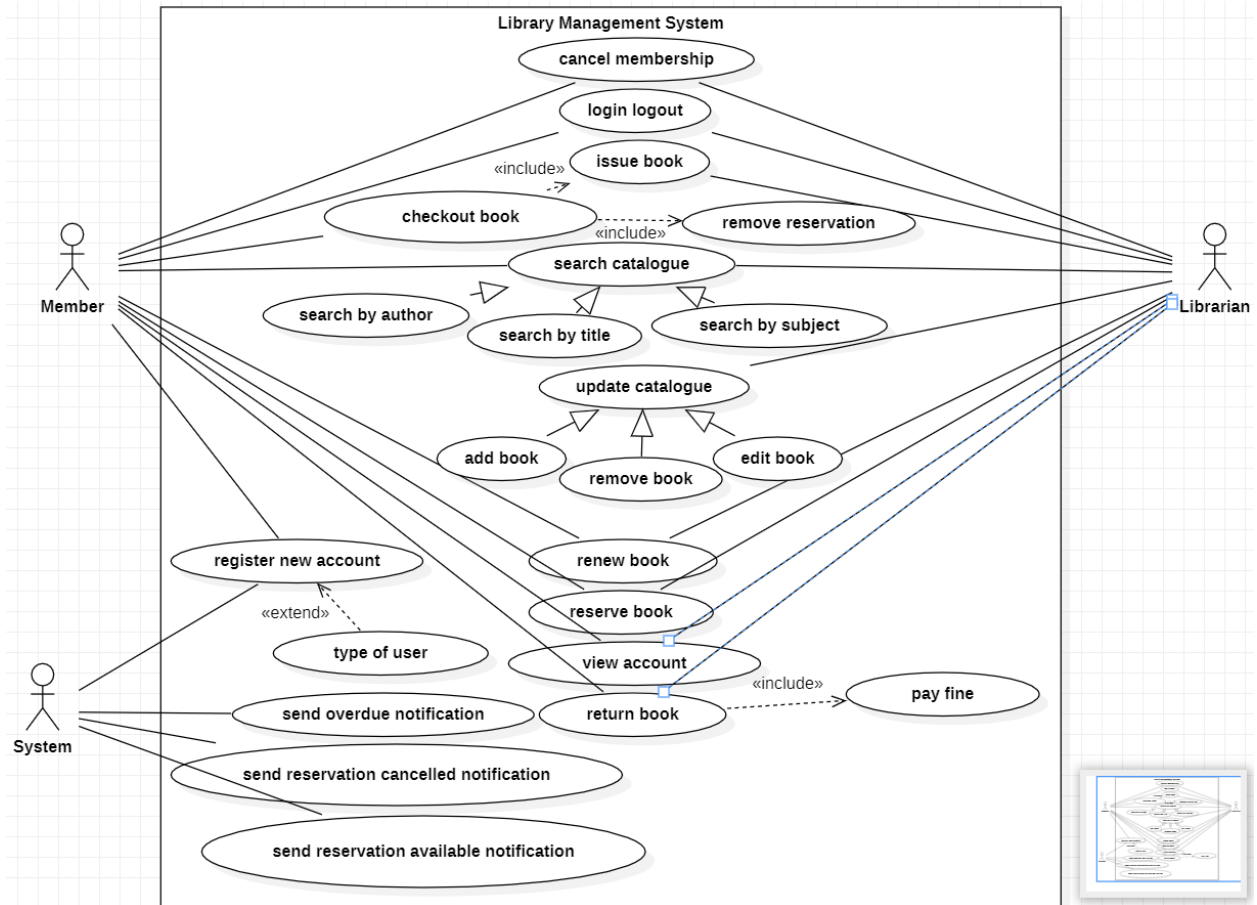 Library Management System
cancel membership
login logout
issue book
«include»
checkout book
remove reservation
«include»
search catalogue
Member
Librarian
search by author
search by title
search by subject
update catalogue
add book
remove book
edit book
register new account
renew book
«extend»
reserve book
type of user
view account
«include»
pay fine
send overdue notification
return book
System
send reservation cancelled notification
send reservation available notification